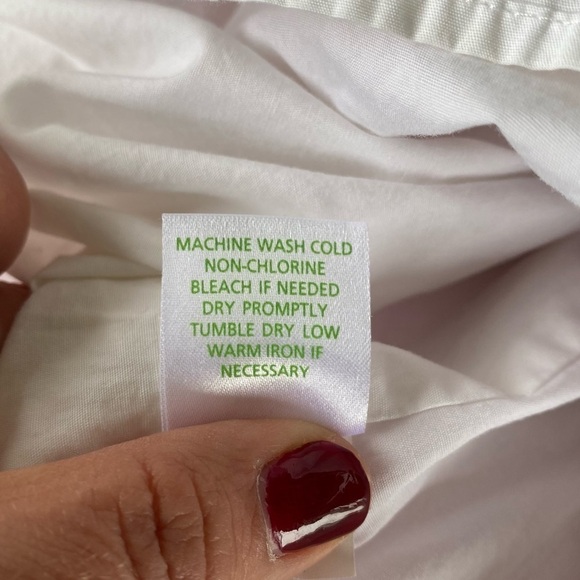 MACHINE WASH COLD
NON-CHLORINE
BLEACH IF NEEDED
DRY PROMPTLY
TUMBLE DRY LOW
WARM IRON IF
NECESSARY